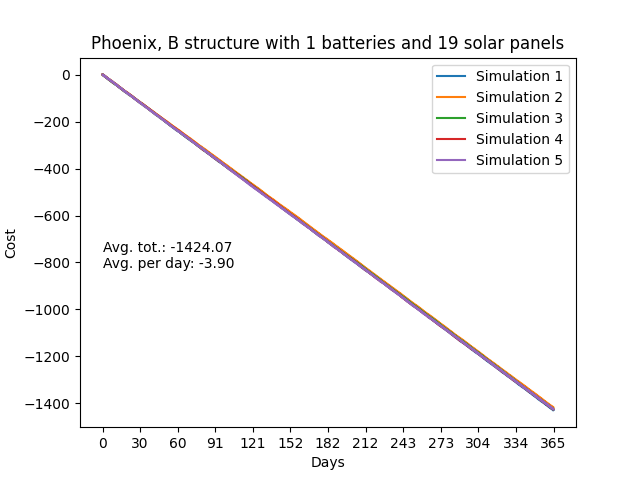 Phoenix, B structure with 1 batteries and 19 solar panels
Simulation 1
Simulation 2
Simulation 3
Simulation 4
Simulation 5
Cost
0
−200
−400
−600
−800
−1000
−1200
−1400
Avg. tot.: -1424.07
Avg. per day: -3.90
0 30 60 91 121 152 182 212 243 273 304 334 365
Days